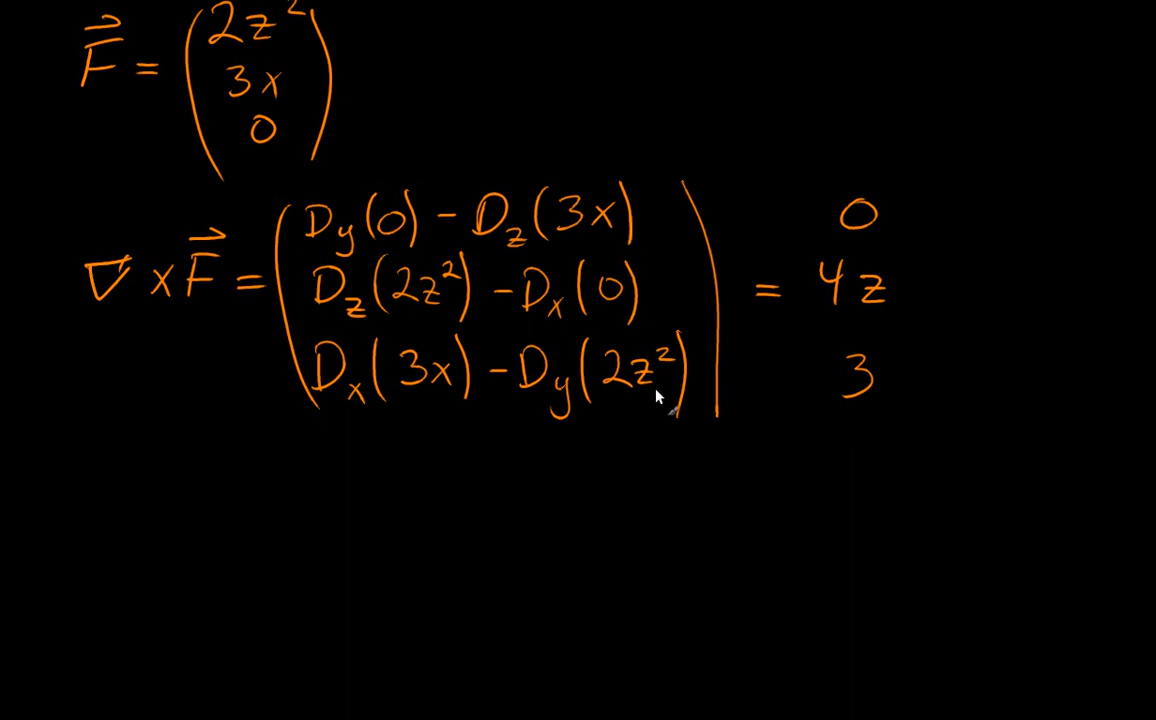 F⃗ = (2z²
3x
0)
∇ × F⃗ = (Dy(0) - Dz(3x)
Dz(2z²) - Dx(0)
Dx(3x) - Dy(2z²)) =
0
4z
3